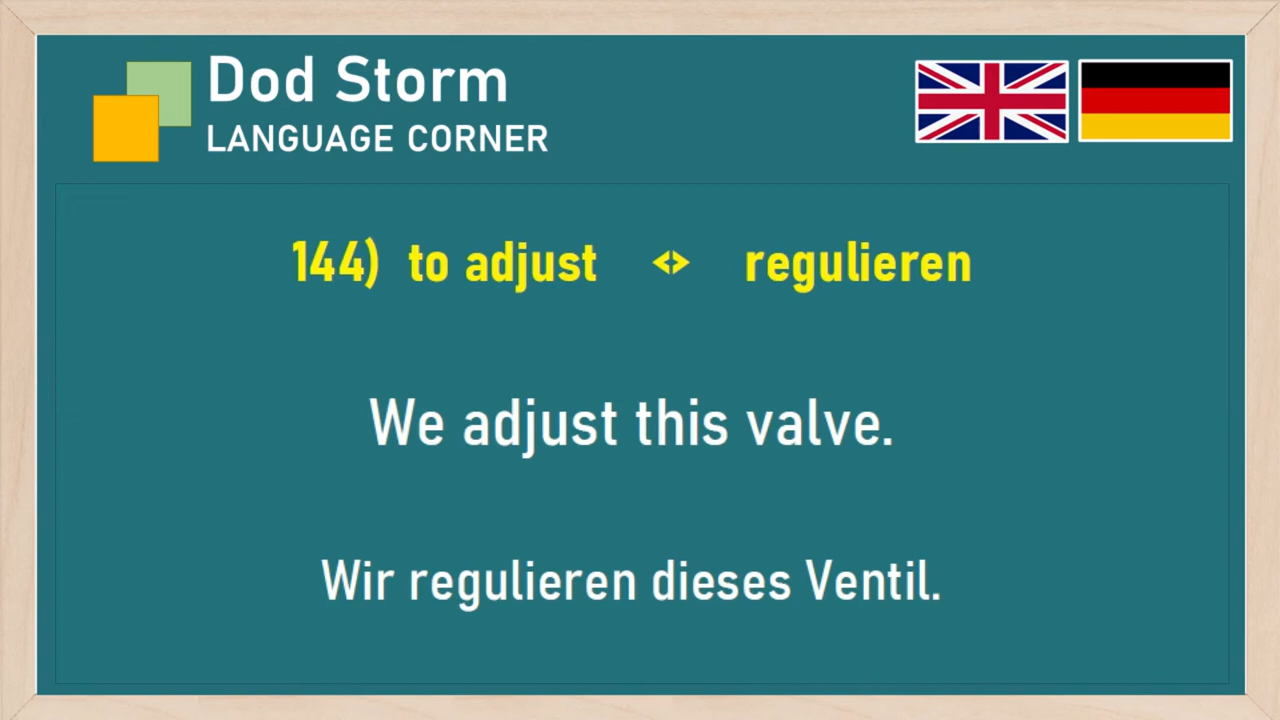 Dod Storm
LANGUAGE CORNER
144) to adjust <> regulieren
We adjust this valve.
Wir regulieren dieses Ventil.